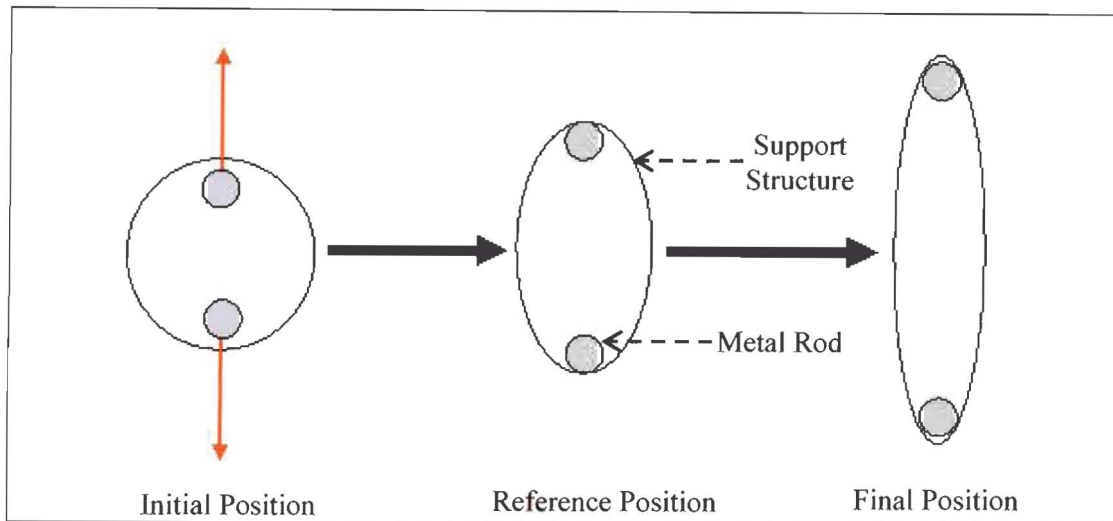 Support
Structure
Metal Rod
Initial Position
Reference Position
Final Position